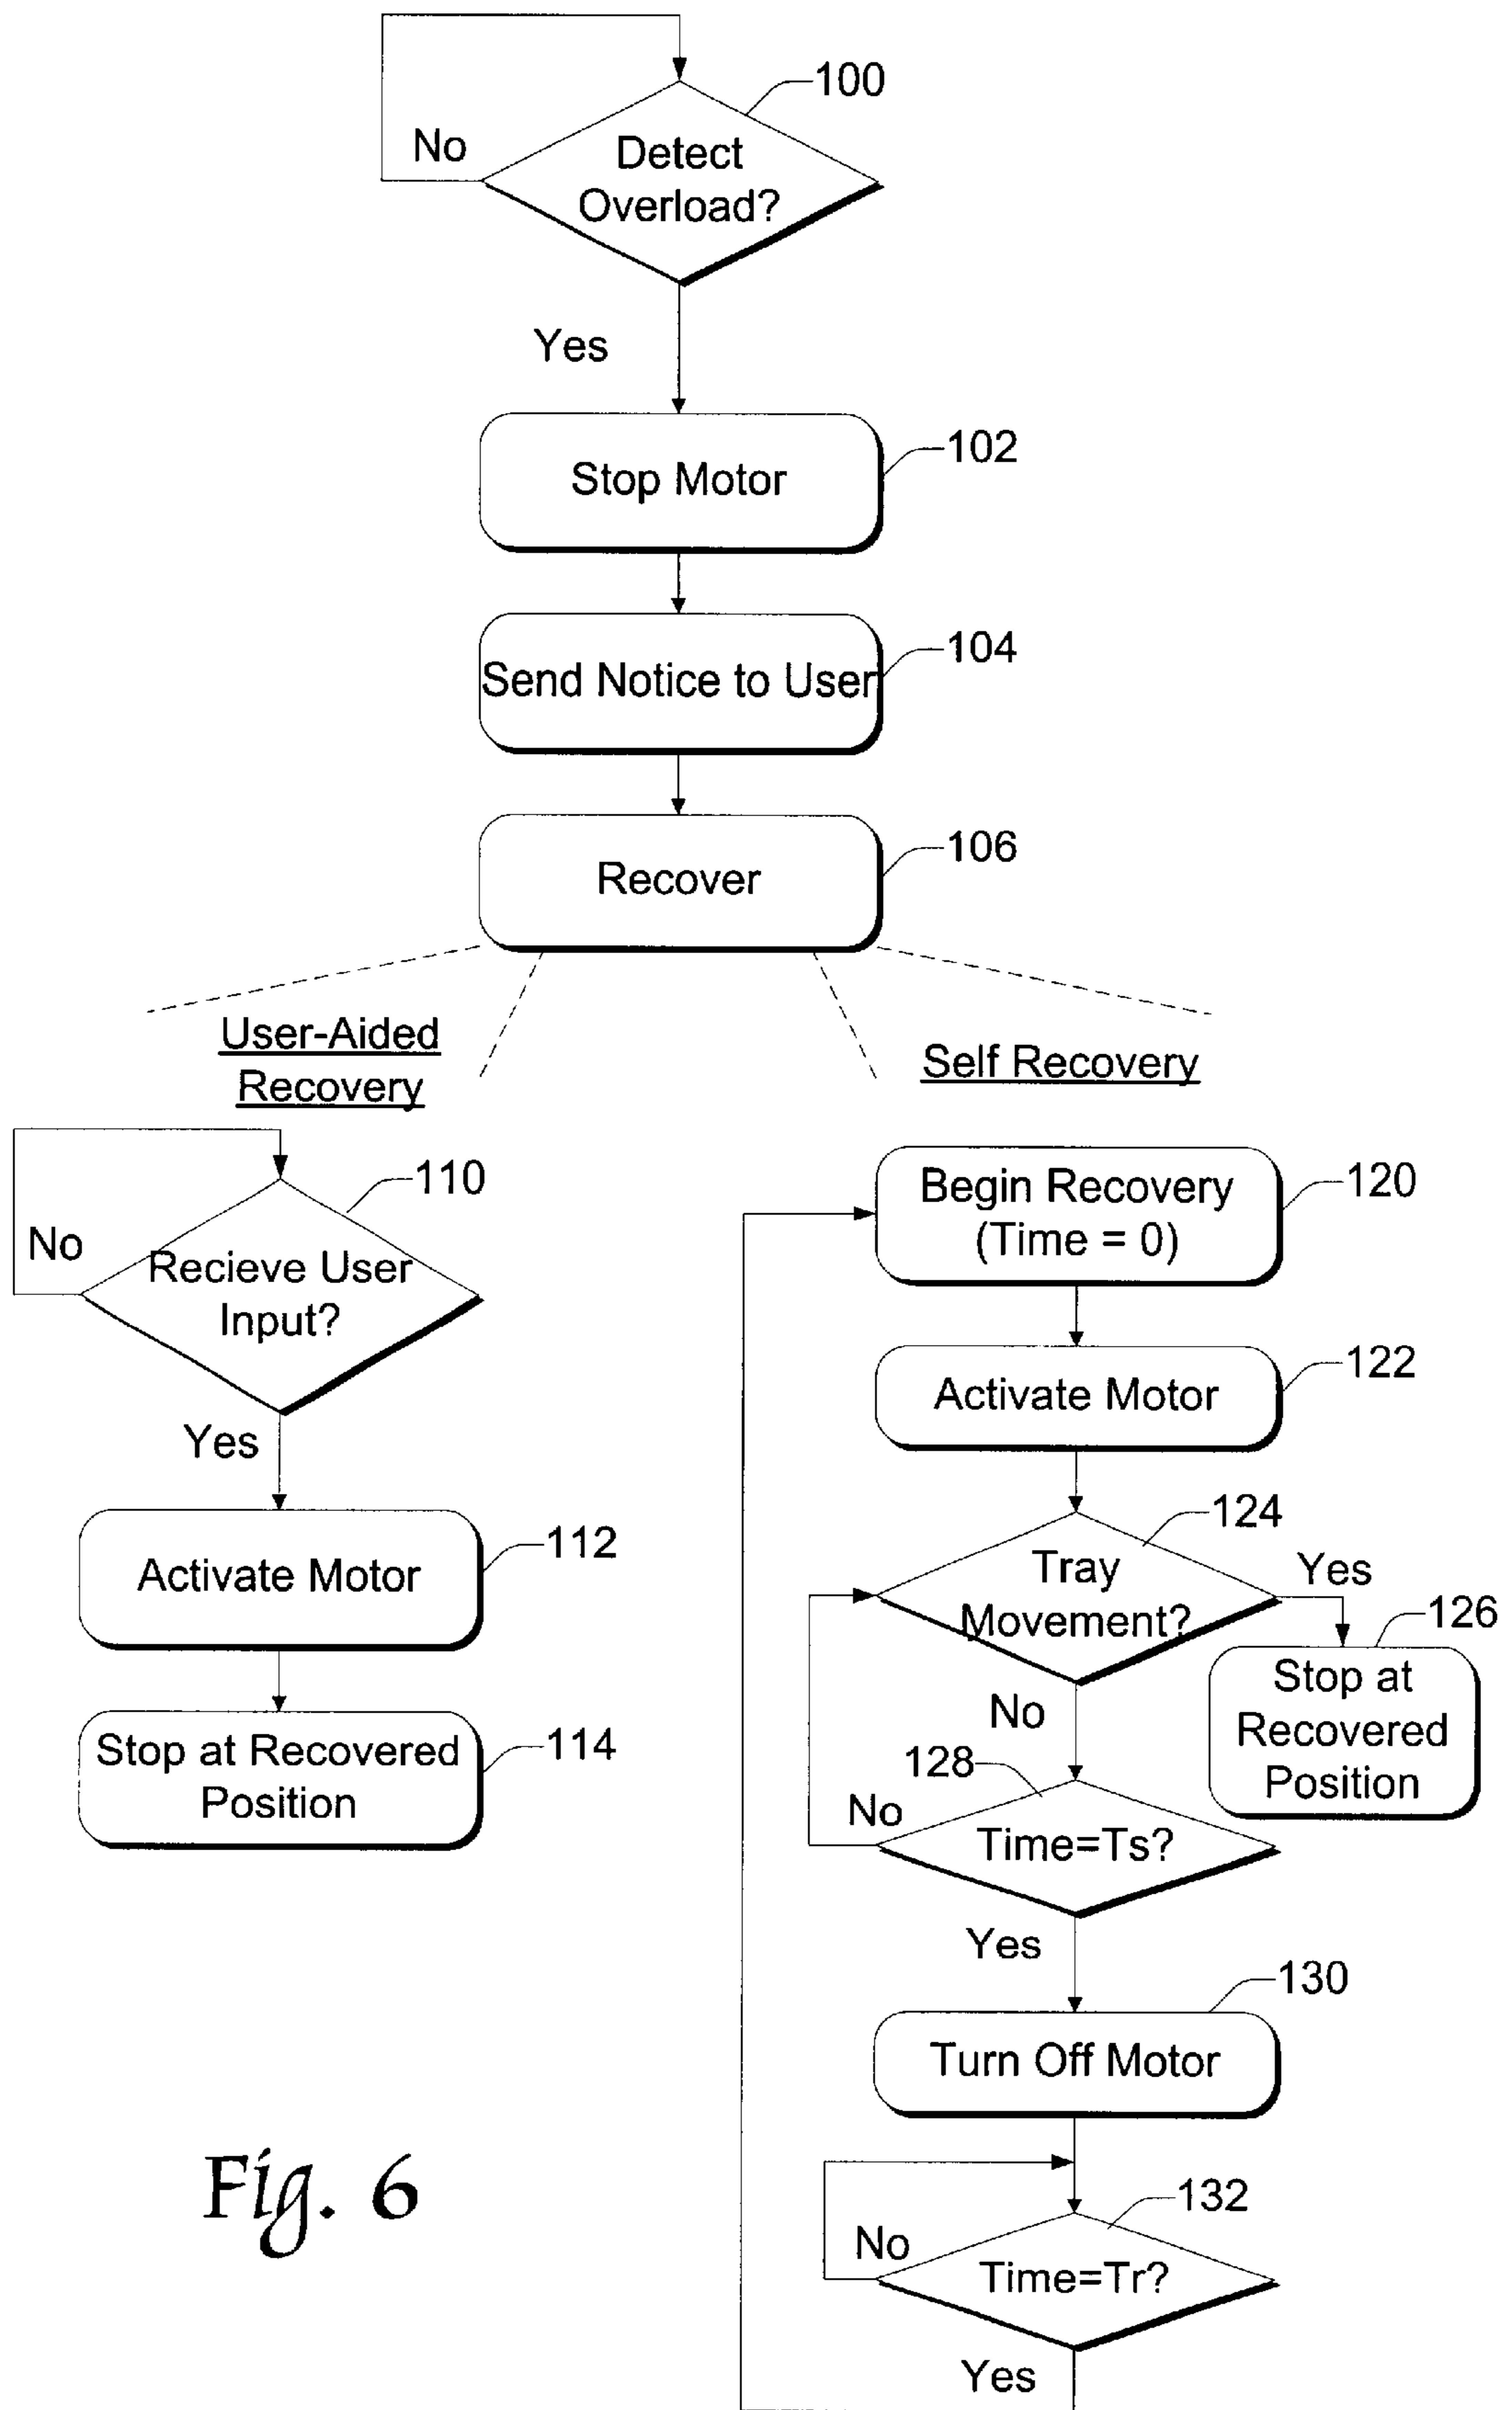 100
No
Detect
Overload?
Yes
102
Stop Motor
104
Send Notice to User
106
Recover
User-Aided
Recovery
Self Recovery
110
No
Recieve User
Input?
Yes
112
Activate Motor
Stop at Recovered
Position
114
Begin Recovery
(Time = 0)
120
122
Activate Motor
124
Tray
Movement?
Yes
126
Stop at
Recovered
Position
No
128
No
Time=Ts?
Yes
130
Turn Off Motor
132
No
Time=Tr?
Yes
Fig. 6